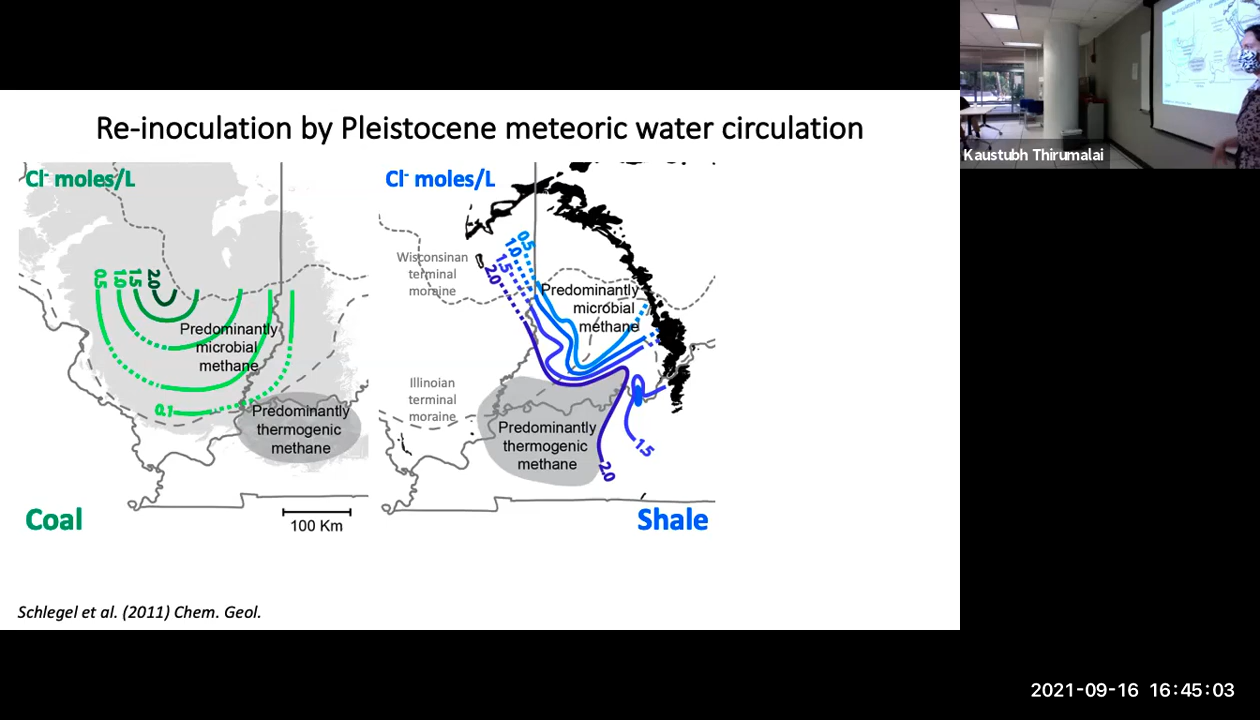 Re-inoculation by Pleistocene meteoric water circulation
Cl- moles/L
0.5
1.0
1.5
2.0
Predominantly
microbial
methane
0.1
Predominantly
thermogenic
methane
Coal
100 Km
Cl- moles/L
Wisconsinan
terminal
moraine
0.5
1.0
1.5
2.0
Predominantly
microbial
methane
Illinoian
terminal
moraine
Predominantly
thermogenic
methane
1.5
2.0
Shale
Schlegel et al. (2011) Chem. Geol.
Kaustubh Thirumalai
2021-09-16 16:45:03